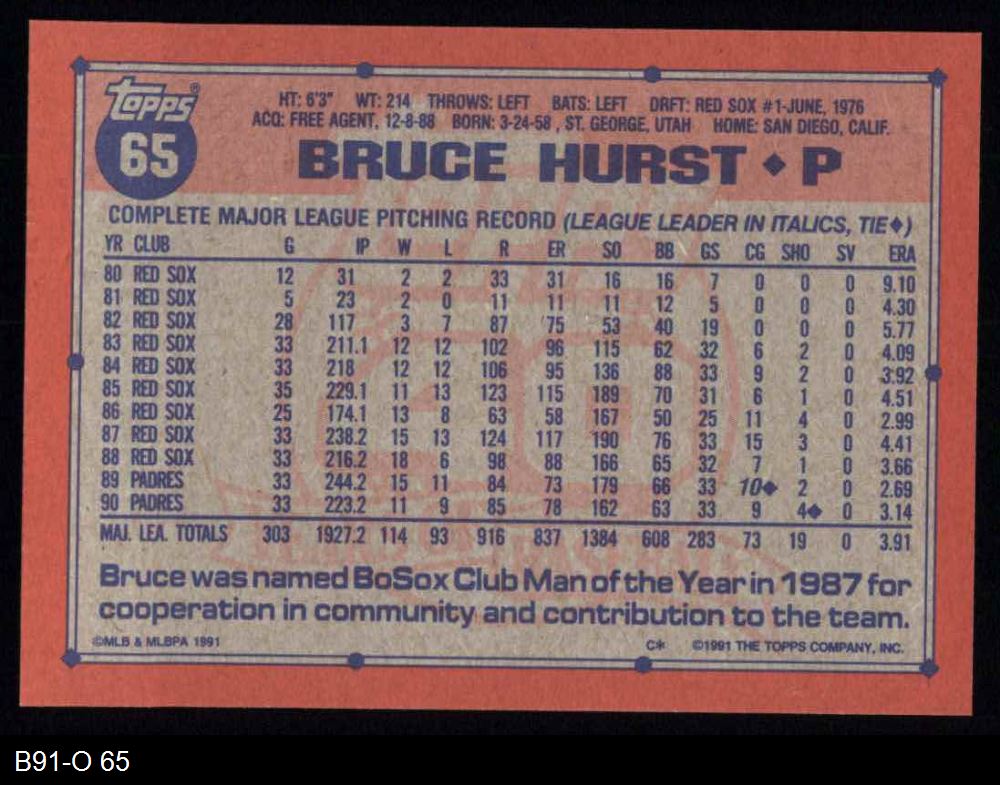 topps®
65
HT: 6'3" WT: 214 THROWS: LEFT BATS: LEFT DRFT: RED SOX #1-JUNE, 1976
ACQ: FREE AGENT, 12-8-88 BORN: 3-24-58 , ST. GEORGE, UTAH HOME: SAN DIEGO, CALIF.
BRUCE HURST ◆ P
COMPLETE MAJOR LEAGUE PITCHING RECORD (LEAGUE LEADER IN ITALICS, TIE◆)
YR CLUB G IP W L R ER SO BB GS CG SHO SV ERA
80 RED SOX 12 31 2 2 33 31 16 16 7 0 0 0 9.10
81 RED SOX 5 23 2 0 11 11 11 12 5 0 0 0 4.30
82 RED SOX 28 117 3 7 87 75 53 40 19 0 0 0 5.77
83 RED SOX 33 211.1 12 12 102 96 115 62 32 6 2 0 4.09
84 RED SOX 33 218 12 12 106 95 136 88 33 9 2 0 3.92
85 RED SOX 35 229.1 11 13 123 115 189 70 31 6 1 0 4.51
86 RED SOX 25 174.1 13 8 63 58 167 50 25 11 4 0 2.99
87 RED SOX 33 238.2 15 13 124 117 190 76 33 15 3 0 4.41
88 RED SOX 33 216.2 18 6 98 88 166 65 32 7 1 0 3.66
89 PADRES 33 244.2 15 11 84 73 179 66 33 10◆ 2 0 2.69
90 PADRES 33 223.2 11 9 85 78 162 63 33 9 4◆ 0 3.14
MAJ. LEA. TOTALS 303 1927.2 114 93 916 837 1384 608 283 73 19 0 3.91
Bruce was named BoSox Club Man of the Year in 1987 for
cooperation in community and contribution to the team.
©MLB & MLBPA 1991 C* ©1991 THE TOPPS COMPANY, INC.
B91-O 65